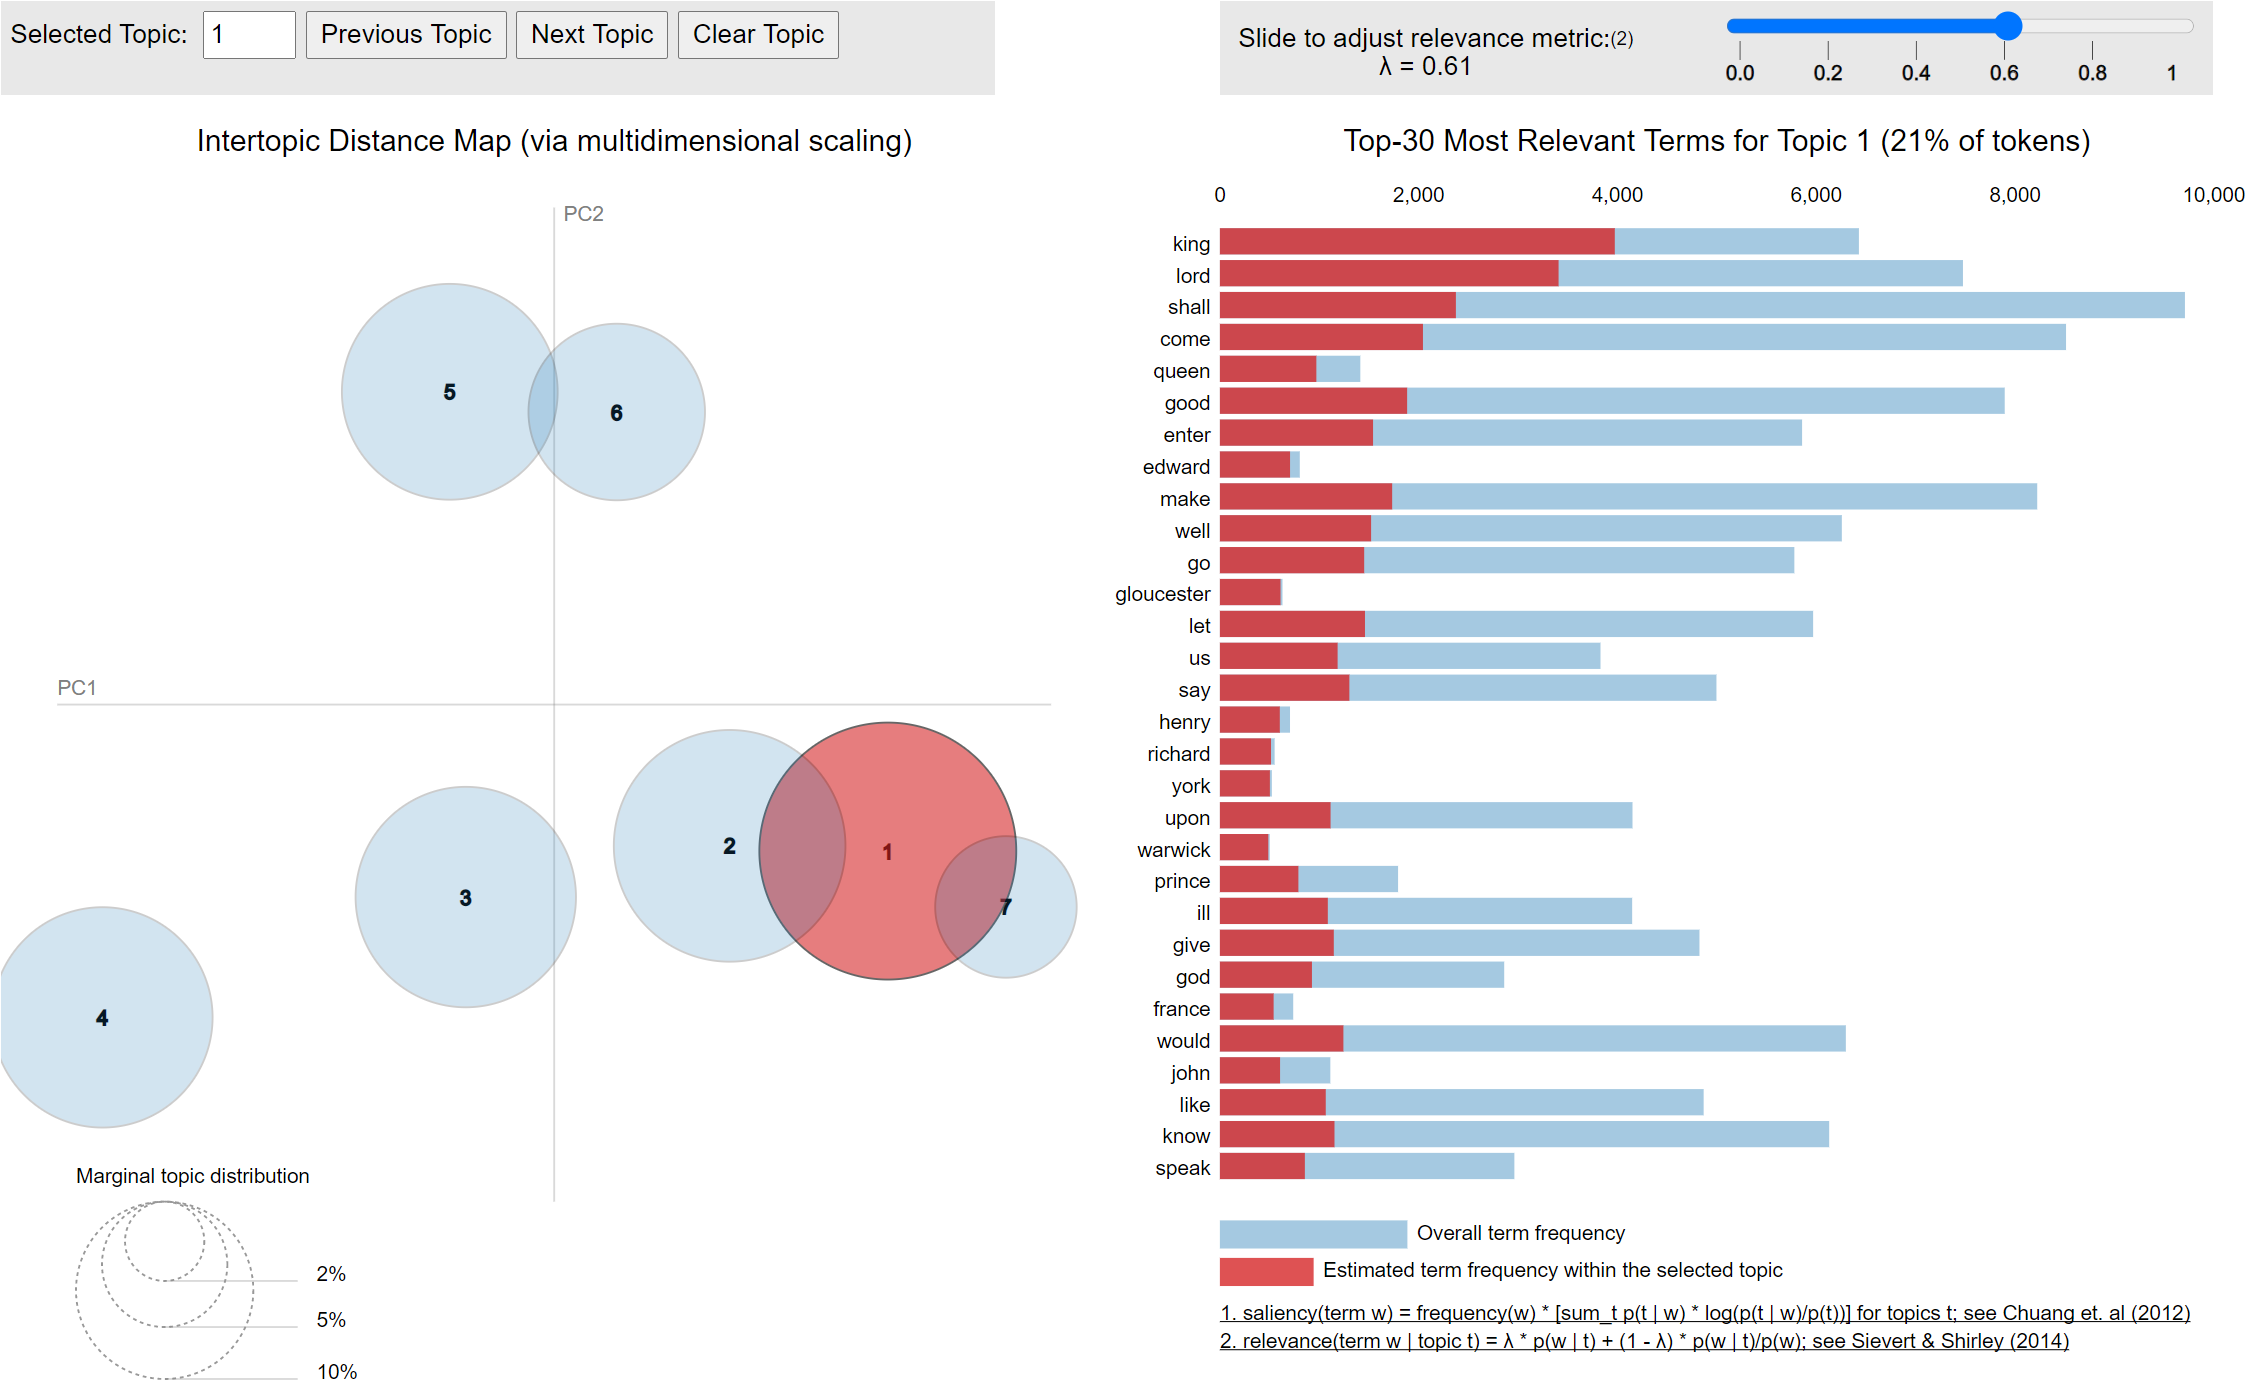 Selected Topic: 1 Previous Topic Next Topic Clear Topic
Slide to adjust relevance metric:(2)
λ = 0.61
0.0 0.2 0.4 0.6 0.8 1
Intertopic Distance Map (via multidimensional scaling)
PC2
5
6
PC1
2
1
3
7
4
Marginal topic distribution
2%
5%
10%
Top-30 Most Relevant Terms for Topic 1 (21% of tokens)
0 2,000 4,000 6,000 8,000 10,000
king
lord
shall
come
queen
good
enter
edward
make
well
go
gloucester
let
us
say
henry
richard
york
upon
warwick
prince
ill
give
god
france
would
john
like
know
speak
Overall term frequency
Estimated term frequency within the selected topic
1. saliency(term w) = frequency(w) * [sum_t p(t | w) * log(p(t | w)/p(t))] for topics t; see Chuang et. al (2012)
2. relevance(term w | topic t) = λ * p(w | t) + (1 - λ) * p(w | t)/p(w); see Sievert & Shirley (2014)